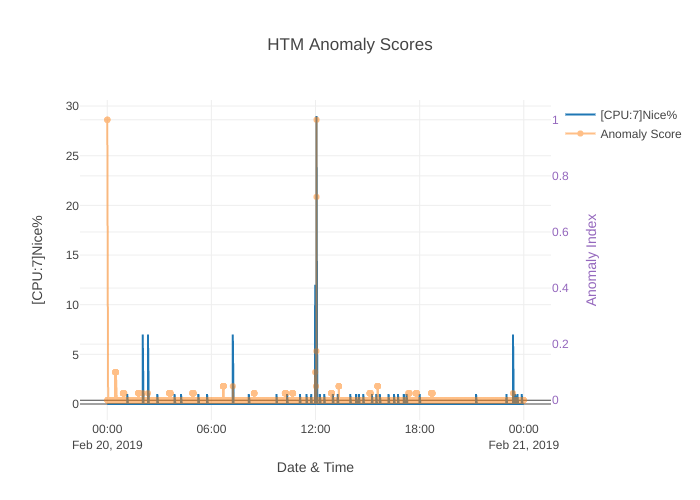 HTM Anomaly Scores
[CPU:7]Nice%
Anomaly Score
30
25
20
15
10
5
0
1
0.8
0.6
0.4
0.2
0
[CPU:7]Nice%
Anomaly Index
00:00
Feb 20, 2019
06:00
12:00
18:00
00:00
Feb 21, 2019
Date & Time